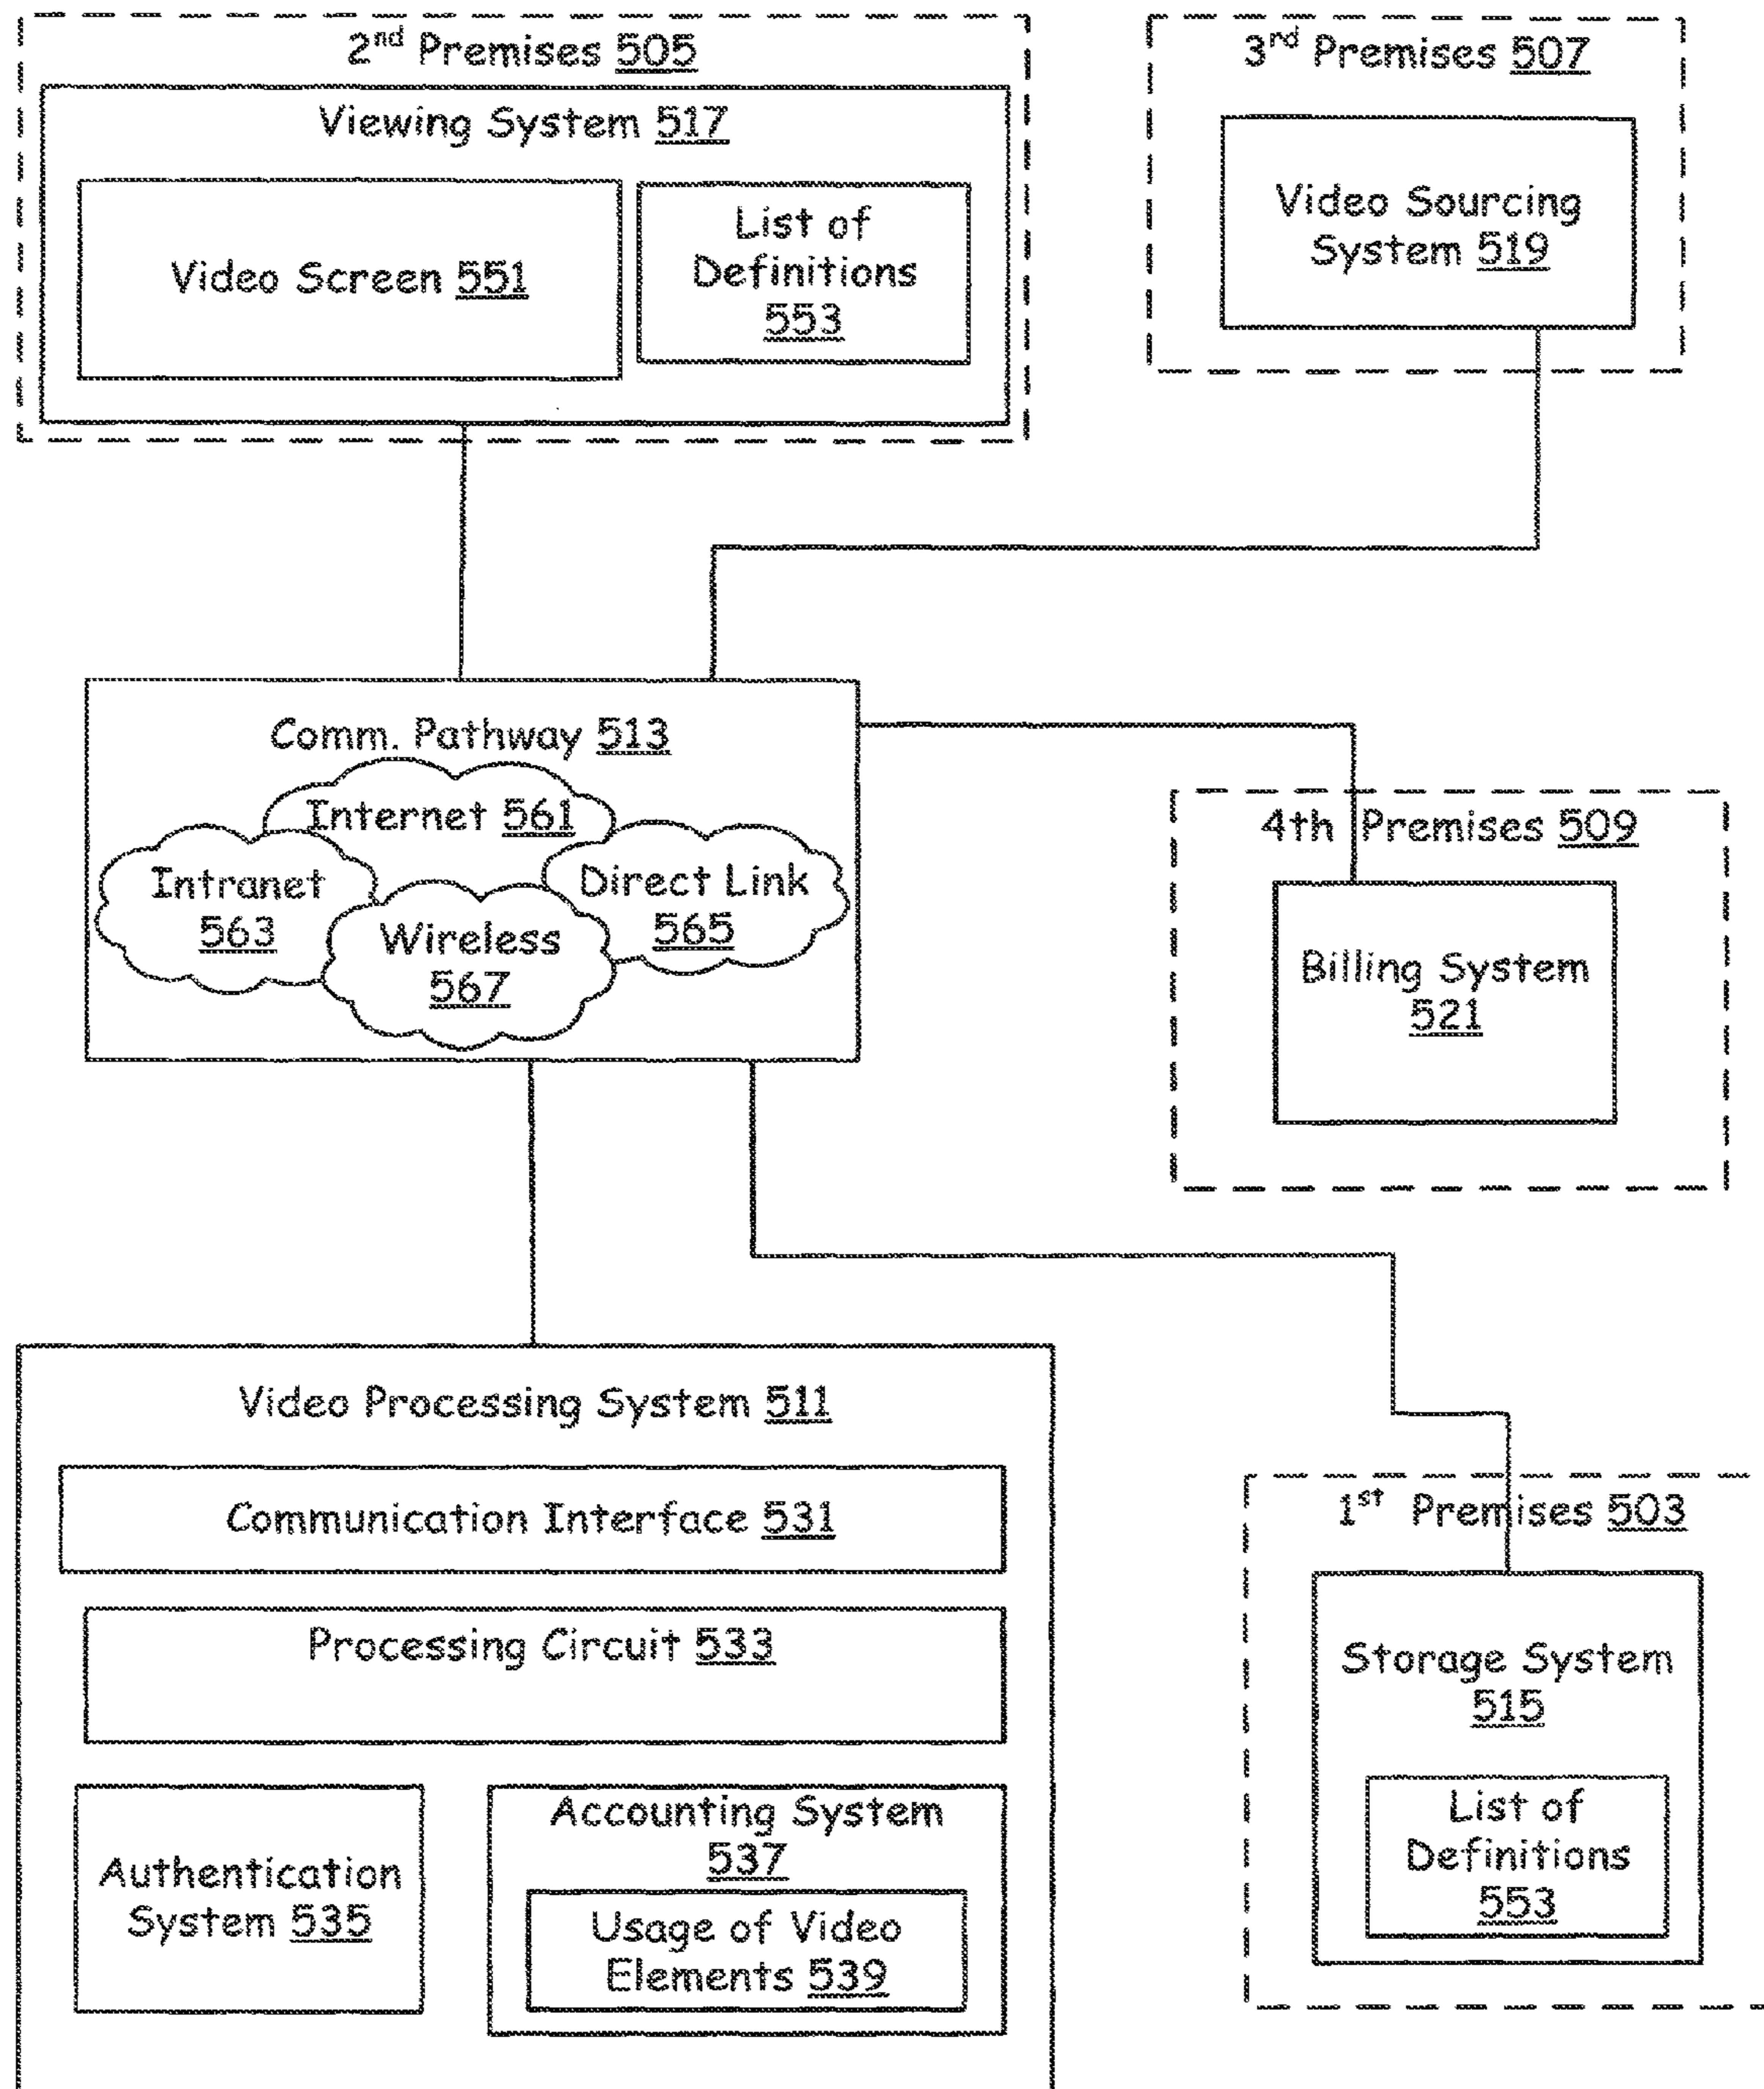 2nd Premises 505
Viewing System 517
Video Screen 551
List of
Definitions
553
3rd Premises 507
Video Sourcing
System 519
Comm. Pathway 513
Internet 561
Intranet
563
Direct Link
565
Wireless
567
4th Premises 509
Billing System
521
Video Processing System 511
Communication Interface 531
Processing Circuit 533
Authentication
System 535
Accounting System
537
Usage of Video
Elements 539
1st Premises 503
Storage System
515
List of
Definitions
553